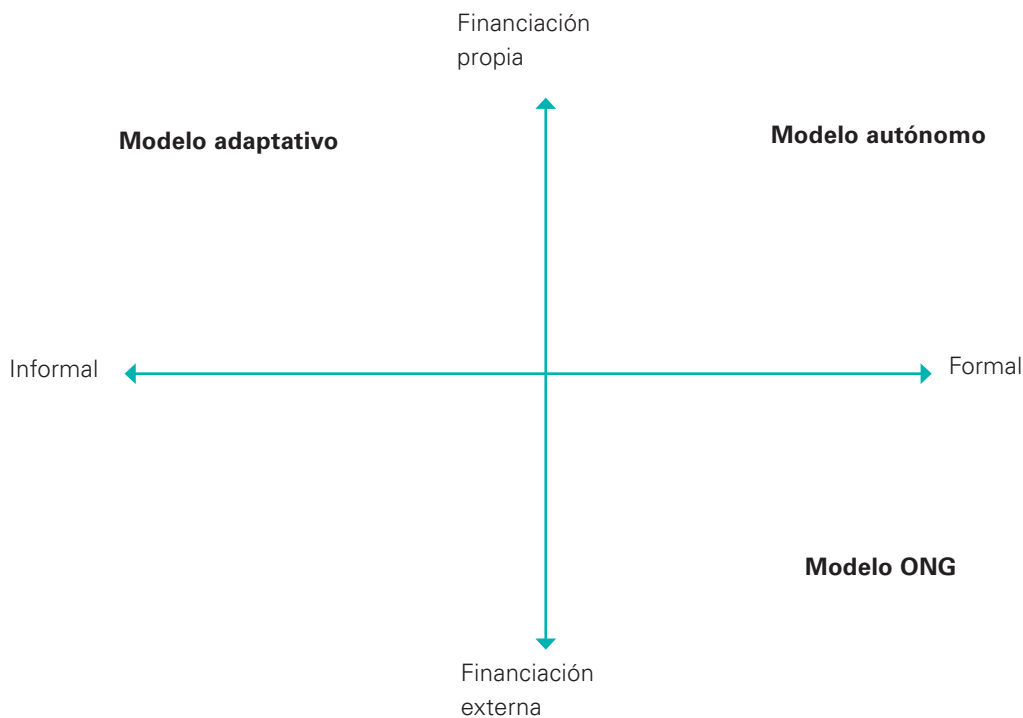 Financiación
propia
Modelo adaptativo
Modelo autónomo
Informal
Formal
Modelo ONG
Financiación
externa